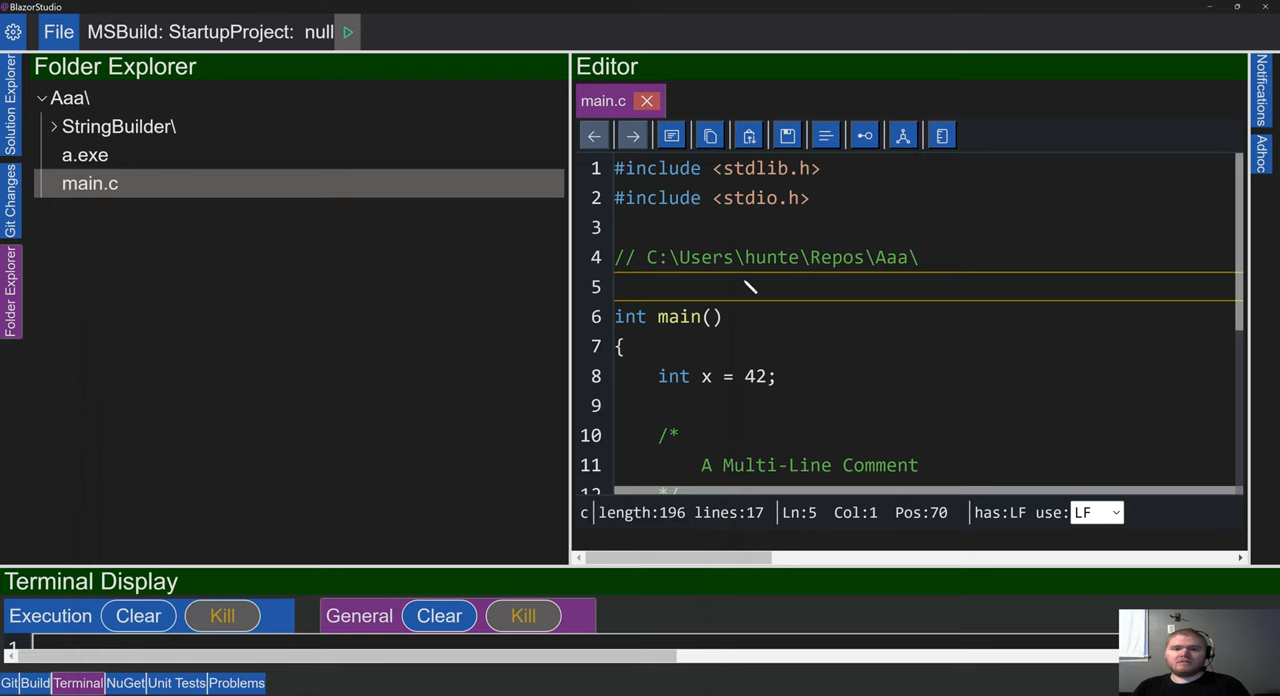 BlazorStudio
File MSBuild: StartupProject: null
Solution Explorer
Git Changes
Folder Explorer
Folder Explorer
Aaa\
StringBuilder\
a.exe
main.c
Editor
main.c
1 #include <stdlib.h>
2 #include <stdio.h>
3
4 // C:\Users\hunte\Repos\Aaa\
5
6 int main()
7 {
8 int x = 42;
9
10 /*
11 A Multi-Line Comment
12 */
c length:196 lines:17 Ln:5 Col:1 Pos:70 has:LF use: LF
Notifications
Adhoc
Terminal Display
Execution Clear Kill General Clear Kill
1
Git Build Terminal NuGet Unit Tests Problems